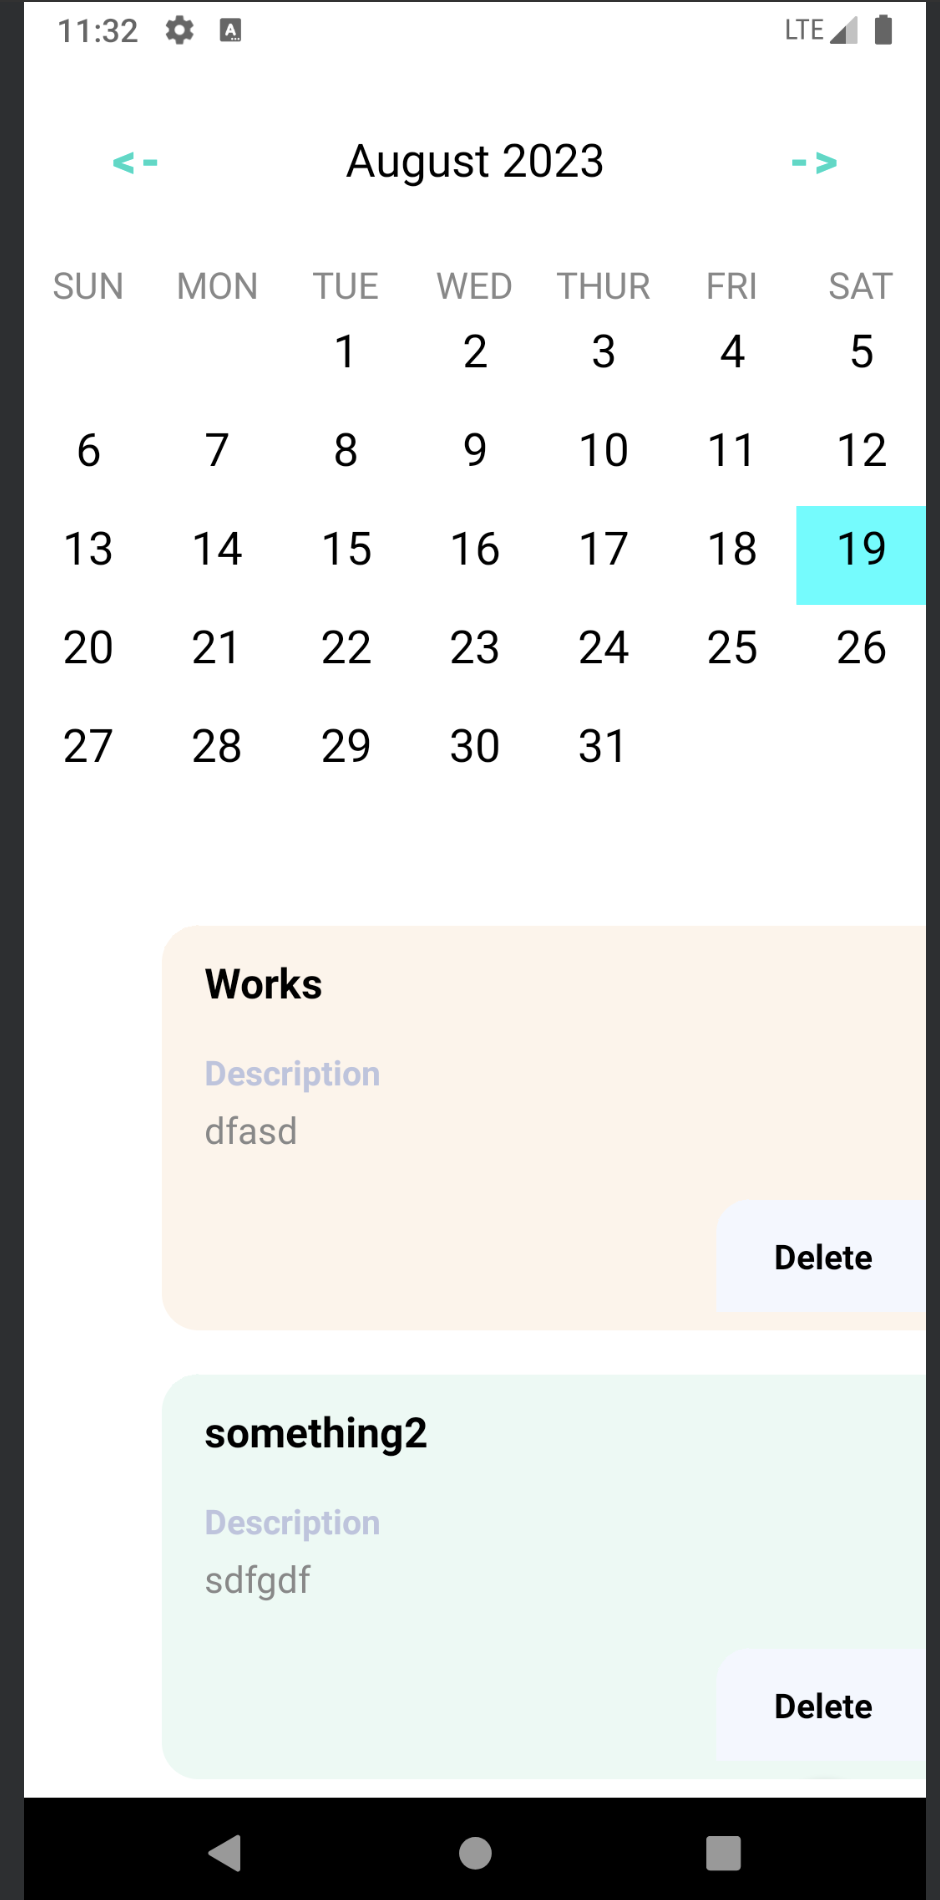 11:32 LTE
<- August 2023 ->
SUN MON TUE WED THUR FRI SAT
1 2 3 4 5
6 7 8 9 10 11 12
13 14 15 16 17 18 19
20 21 22 23 24 25 26
27 28 29 30 31
Works
Description
dfasd
Delete
something2
Description
sdfgdf
Delete